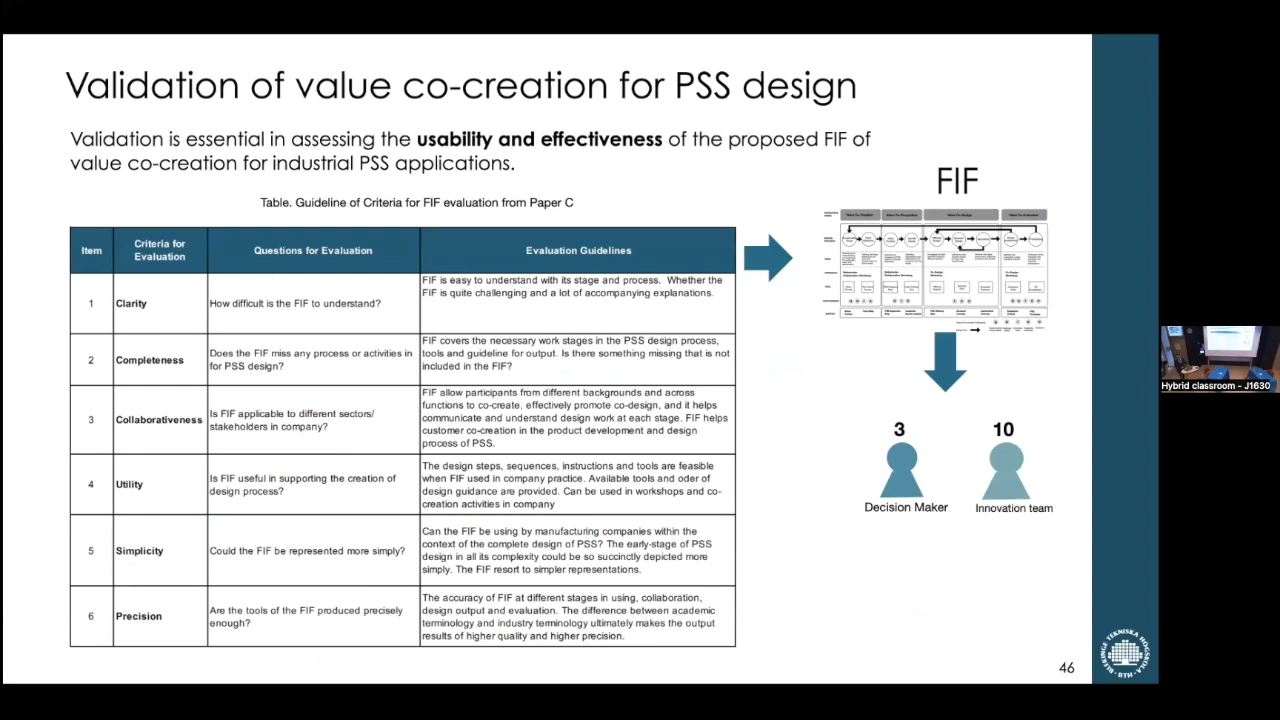 Validation of value co-creation for PSS design
Validation is essential in assessing the usability and effectiveness of the proposed FIF of
value co-creation for industrial PSS applications.
FIF
Table. Guideline of Criteria for FIF evaluation from Paper C
Item
Criteria for
Evaluation
Questions for Evaluation
Evaluation Guidelines
1
Clarity
How difficult is the FIF to understand?
FIF is easy to understand with its stage and process. Whether the
FIF is quite challenging and a lot of accompanying explanations.
2
Completeness
Does the FIF miss any process or activities in
for PSS design?
FIF covers the necessary work stages in the PSS design process,
tools and guideline for output. Is there something missing that is not
included in the FIF?
3
Collaborativeness
Is FIF applicable to different sectors/
stakeholders in company?
FIF allow participants from different backgrounds and across
functions to co-create, effectively promote co-design, and it helps
communicate and understand design work at each stage. FIF helps
customer co-creation in the product development and design
process of PSS.
4
Utility
Is FIF useful in supporting the creation of
design process?
The design steps, sequences, instructions and tools are feasible
when FIF used in company practice. Available tools and oder of
design guidance are provided. Can be used in workshops and co-
creation activities in company
5
Simplicity
Could the FIF be represented more simply?
Can the FIF be using by manufacturing companies within the
context of the complete design of PSS? The early-stage of PSS
design in all its complexity could be so succinctly depicted more
simply. The FIF resort to simpler representations.
6
Precision
Are the tools of the FIF produced precisely
enough?
The accuracy of FIF at different stages in using, collaboration,
design output and evaluation. The difference between academic
terminology and industry terminology ultimately makes the output
results of higher quality and higher precision.
3
10
Decision Maker
Innovation team
Hybrid classroom - J1630
BLEKINGE TEKNISKA HÖGSKOLA
BTH
46